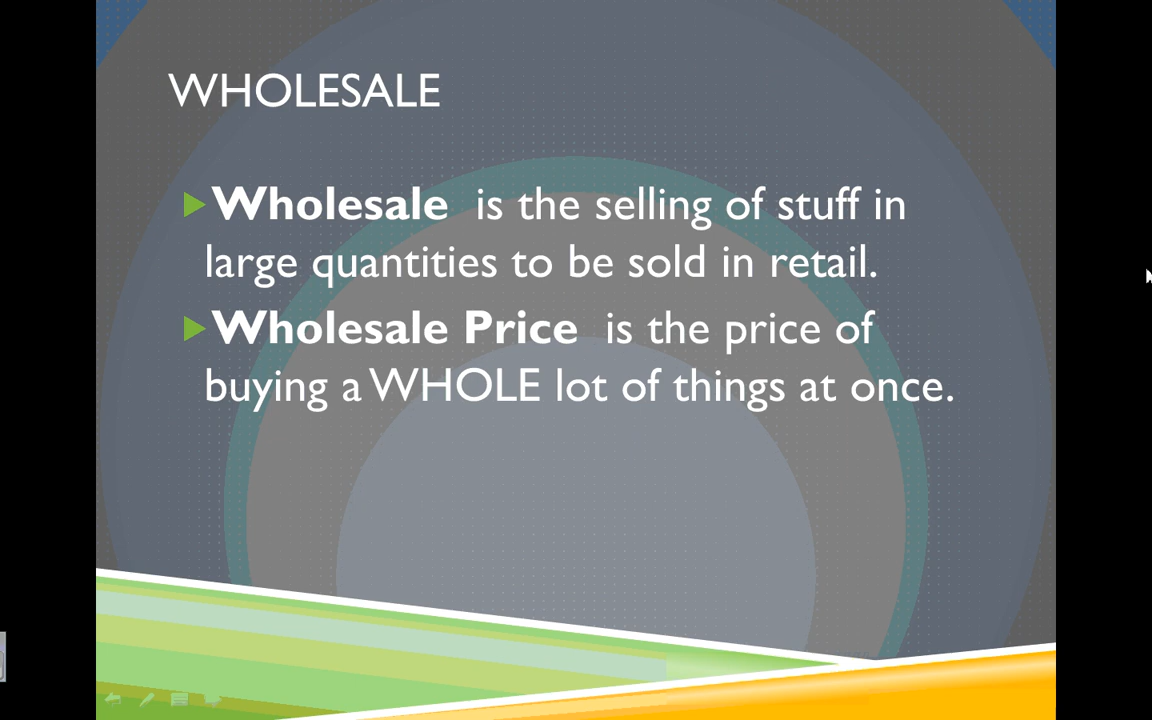 WHOLESALE
Wholesale is the selling of stuff in
large quantities to be sold in retail.
Wholesale Price is the price of
buying a WHOLE lot of things at once.